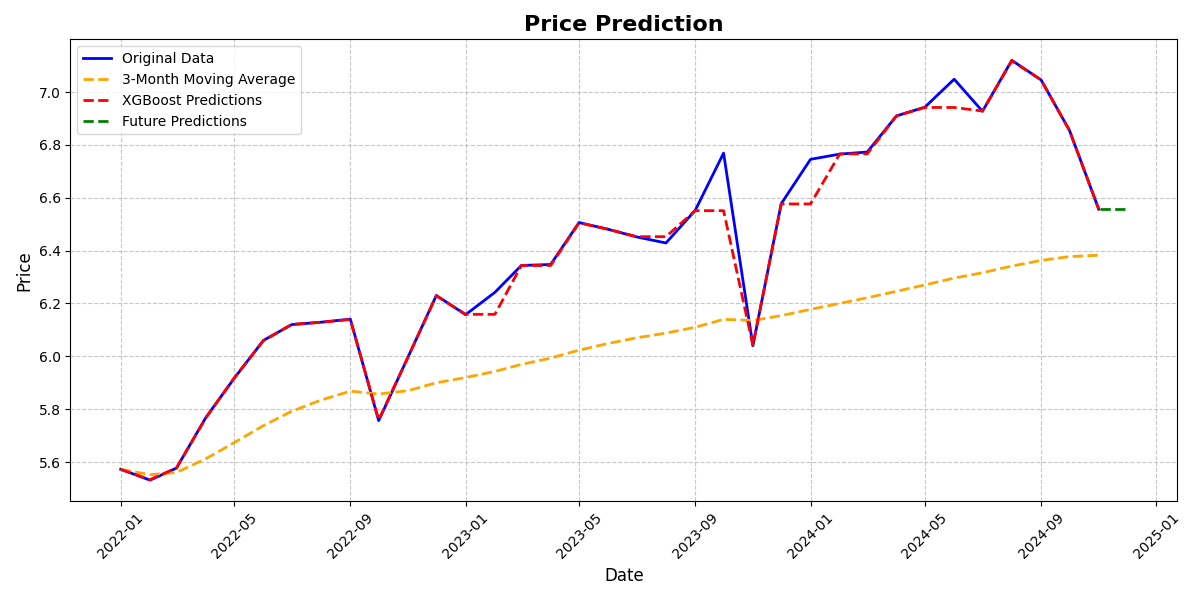 Price Prediction
Original Data
3-Month Moving Average
XGBoost Predictions
Future Predictions
Price
7.0
6.8
6.6
6.4
6.2
6.0
5.8
5.6
2022-01
2022-05
2022-09
2023-01
2023-05
2023-09
2024-01
2024-05
2024-09
2025-01
Date